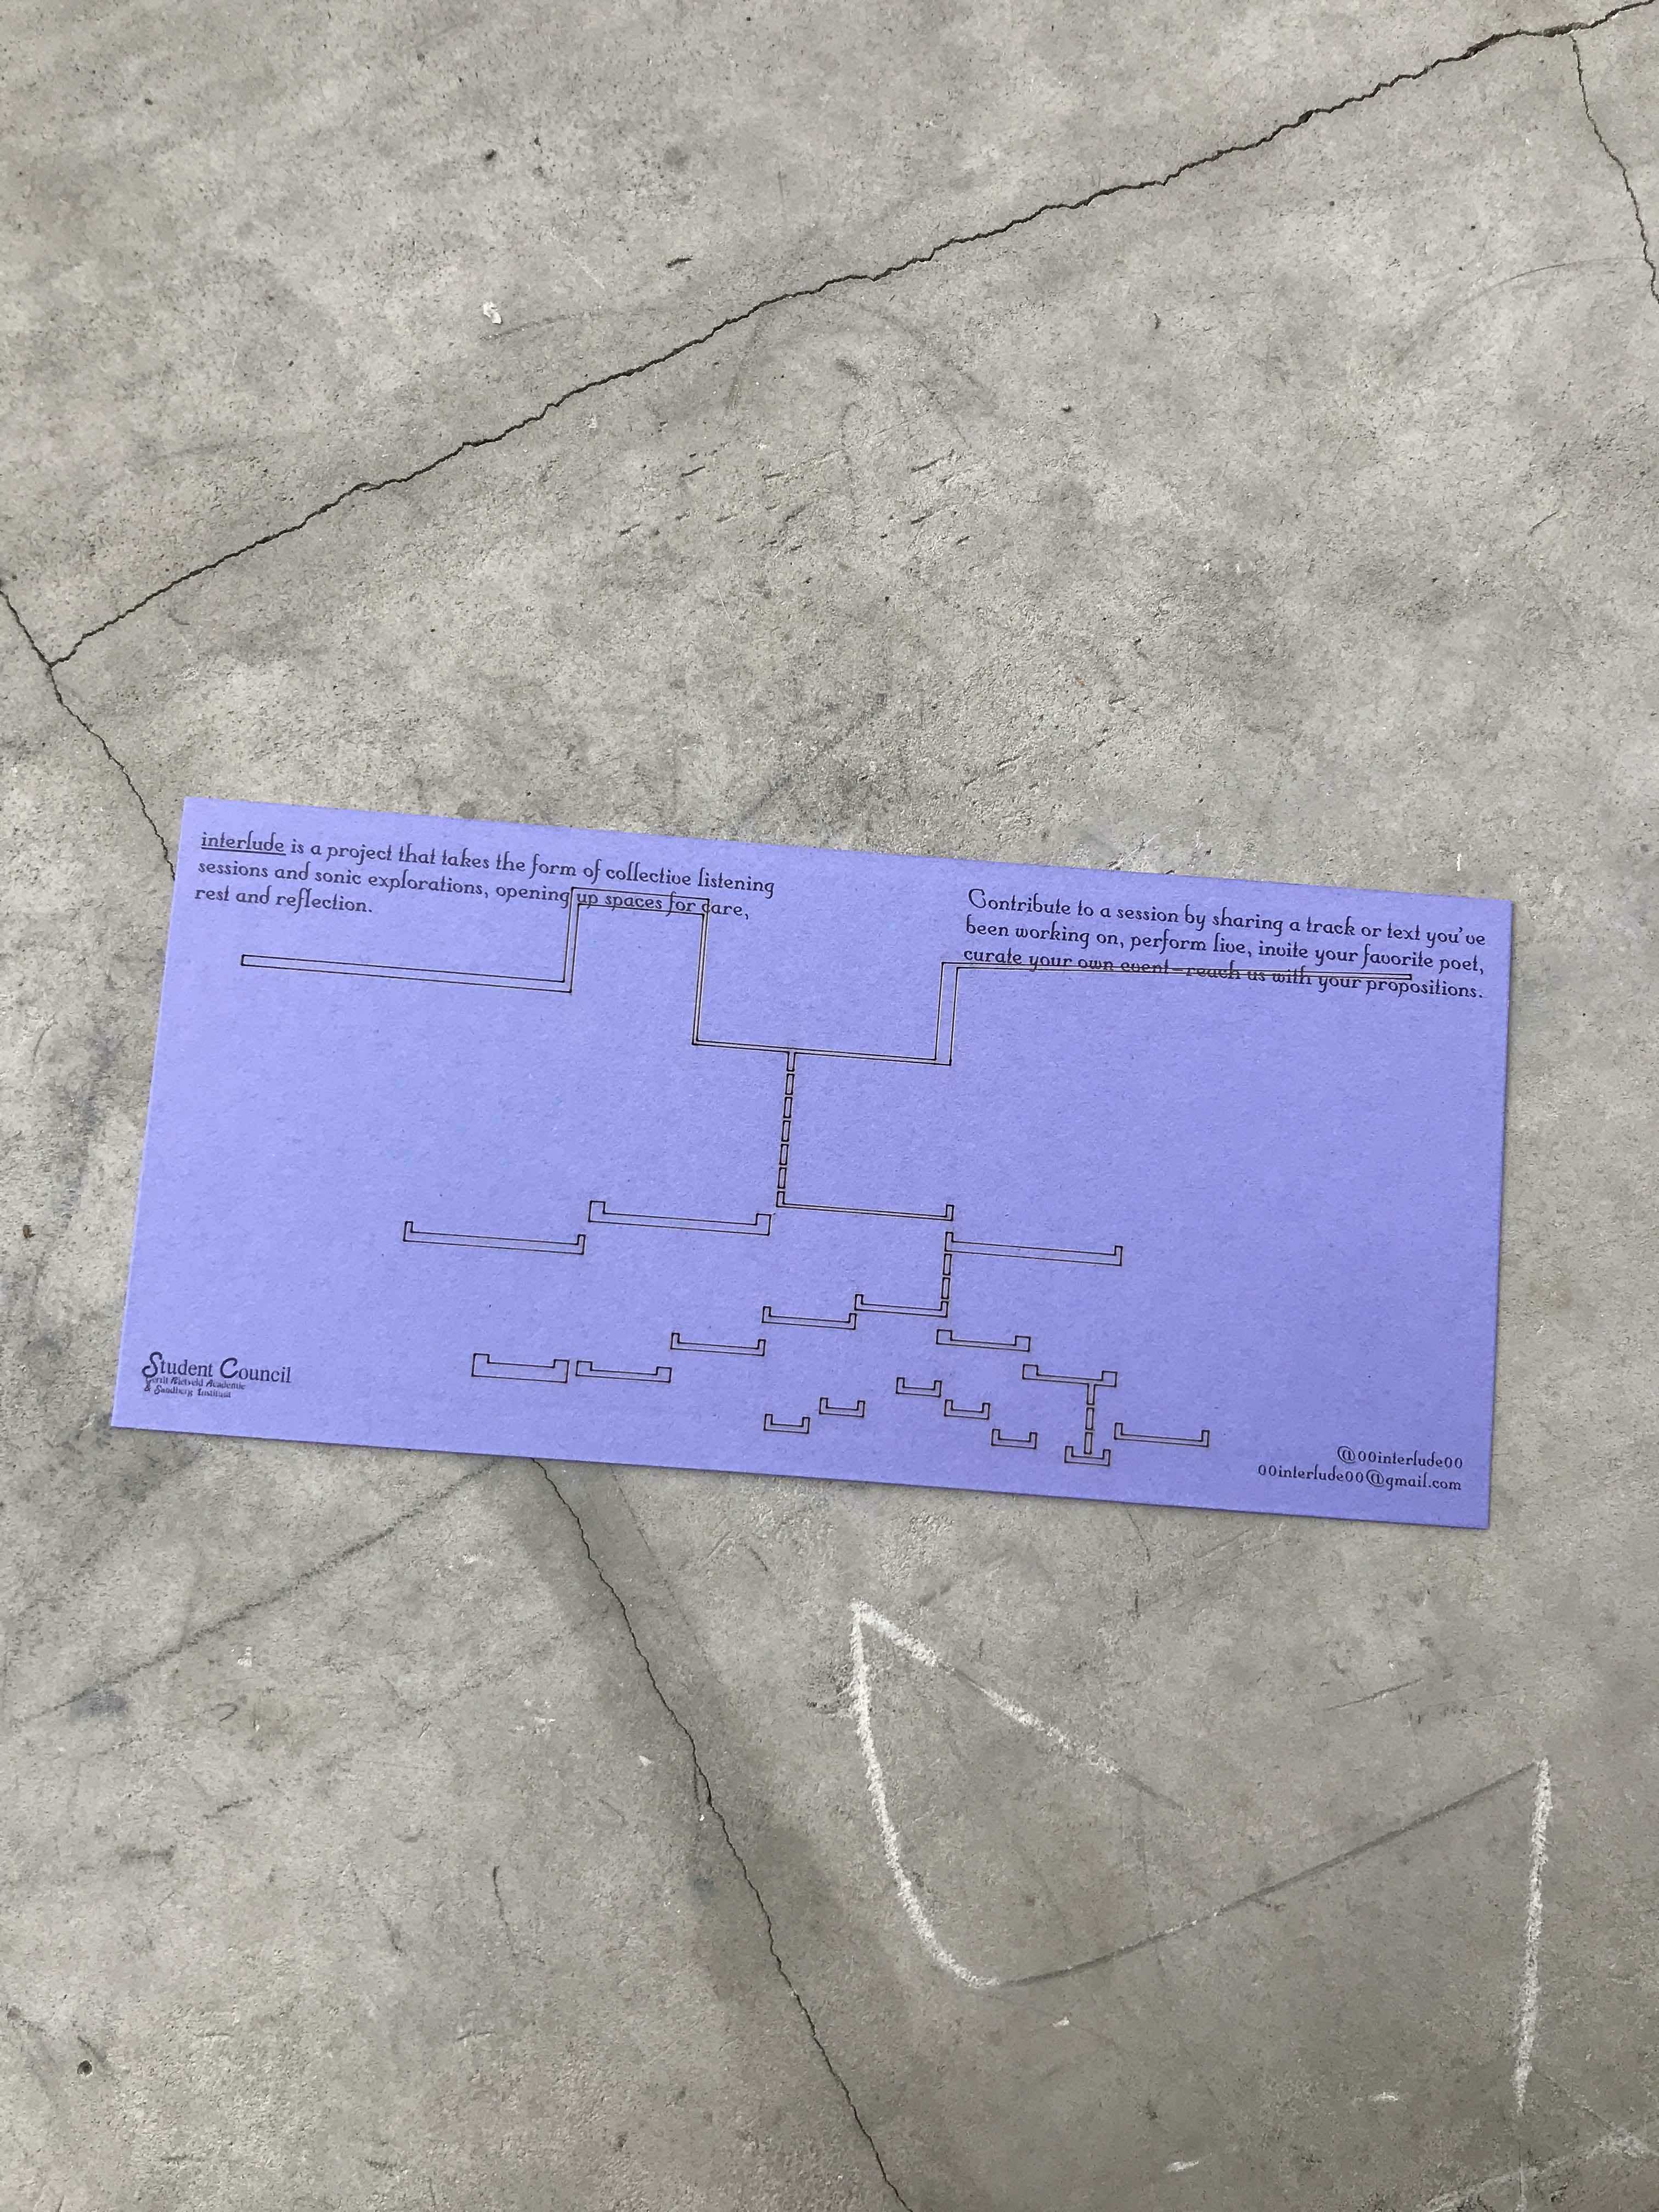 interlude is a project that takes the form of collective listening
sessions and sonic explorations, opening up spaces for care,
rest and reflection.
Contribute to a session by sharing a track or text you've
been working on, perform live, invite your favorite poet,
curate your own event–reach us with your propositions.
Student Council
Gerrit Rietveld Academie
& Sandberg Instituut
@00interlude00
00interlude00@gmail.com